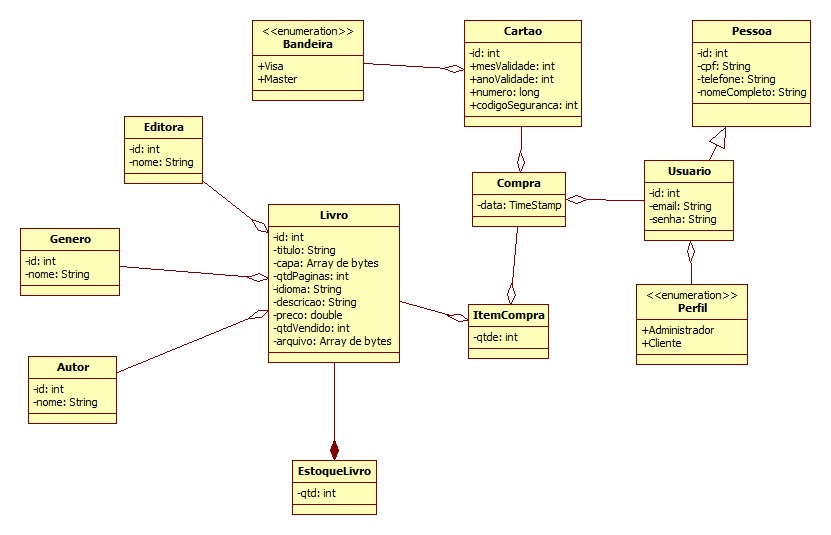 <<enumeration>>
Bandeira
+Visa
+Master
Cartao
-id: int
+mesValidade: int
+anoValidade: int
+numero: long
+codigoSeguranca: int
Pessoa
-id: int
-cpf: String
-telefone: String
-nomeCompleto: String
Editora
-id: int
-nome: String
Compra
-data: TimeStamp
Usuario
-id: int
-email: String
-senha: String
Livro
-id: int
-titulo: String
-capa: Array de bytes
-qtdPaginas: int
-idioma: String
-descricao: String
-preco: double
-qtdVendido: int
-arquivo: Array de bytes
Genero
-id: int
-nome: String
<<enumeration>>
Perfil
+Administrador
+Cliente
ItemCompra
-qtde: int
Autor
-id: int
-nome: String
EstoqueLivro
-qtd: int